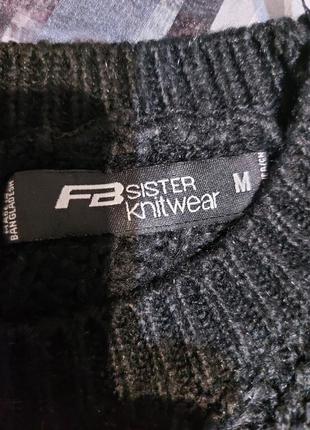 FB SISTER
knitwear
M
BANGLADESH